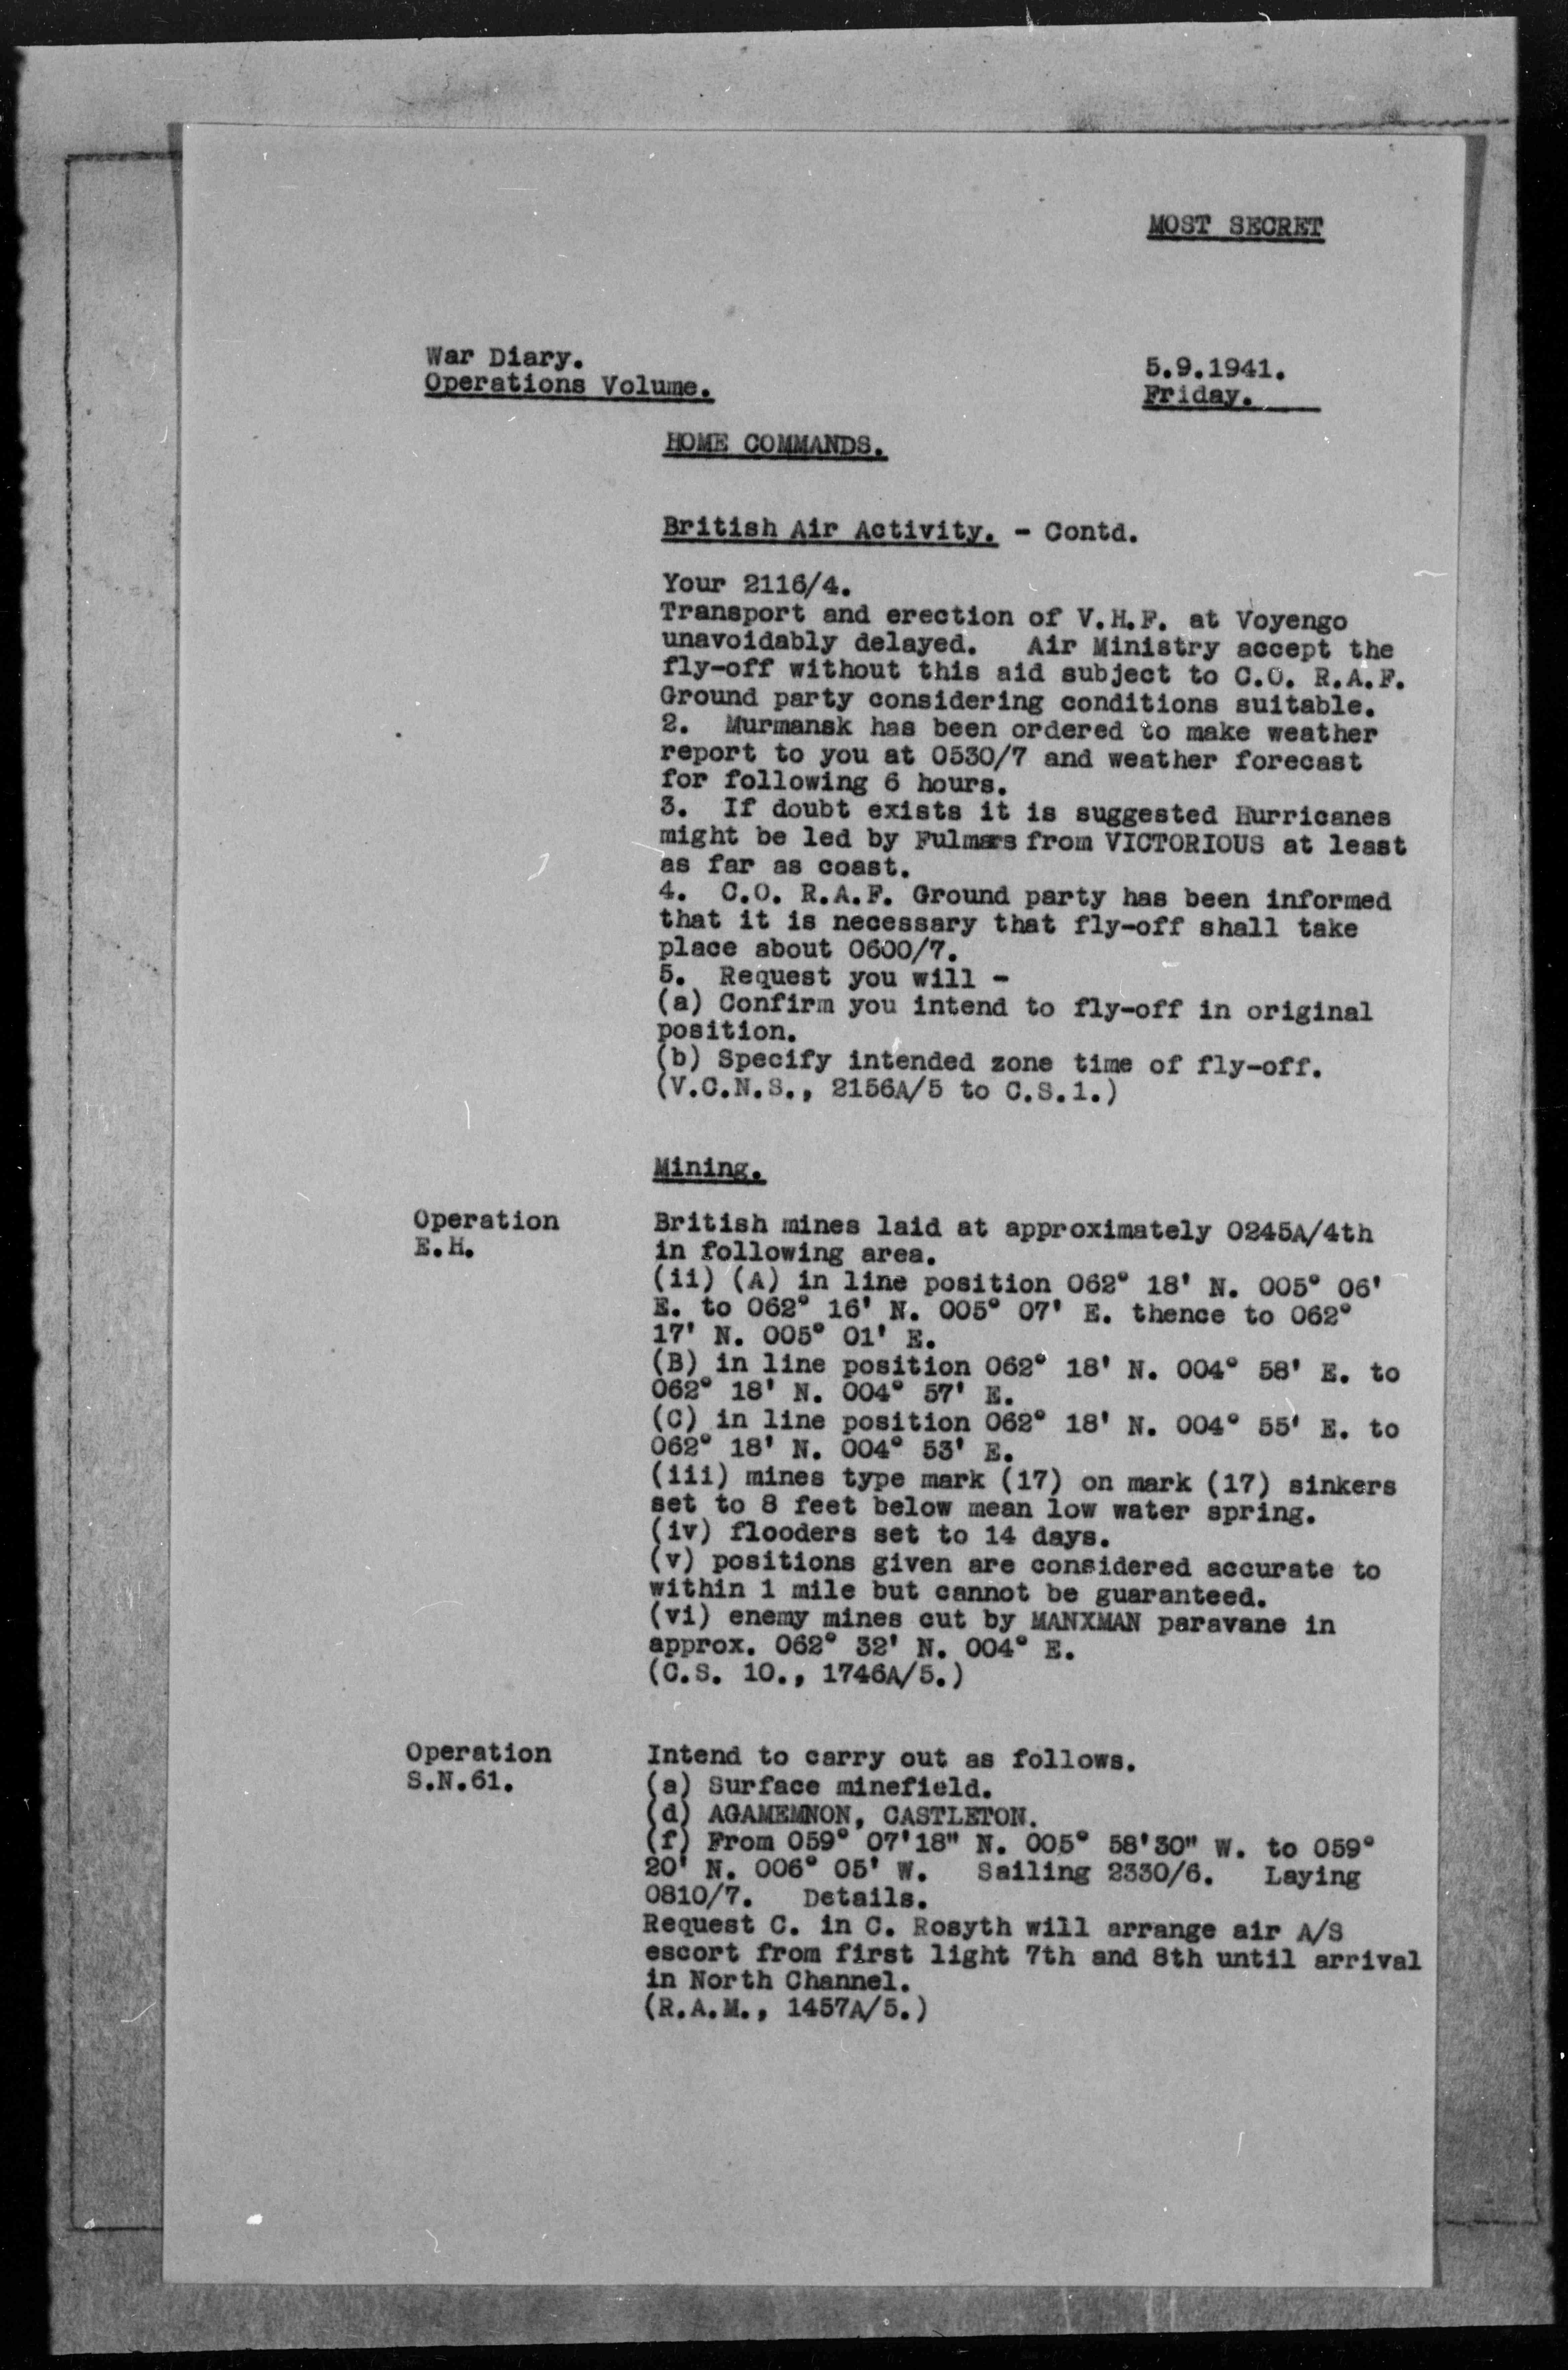 MOST SECRET
War Diary.
Operations Volume.
5.9.1941.
Friday.
HOME COMMANDS.
British Air Activity. - Contd.
Your 2116/4.
Transport and erection of V.H.F. at Voyengo
unavoidably delayed. Air Ministry accept the
fly-off without this aid subject to C.O. R.A.F.
Ground party considering conditions suitable.
2. Murmansk has been ordered to make weather
report to you at 0530/7 and weather forecast
for following 6 hours.
3. If doubt exists it is suggested Hurricanes
might be led by Fulmars from VICTORIOUS at least
as far as coast.
4. C.O. R.A.F. Ground party has been informed
that it is necessary that fly-off shall take
place about 0600/7.
5. Request you will -
(a) Confirm you intend to fly-off in original
position.
(b) Specify intended zone time of fly-off.
(V.C.N.S., 2156A/5 to C.S.1.)
Mining.
Operation
E.H.
British mines laid at approximately 0245A/4th
in following area.
(ii) (A) in line position 062° 18' N. 005° 06'
E. to 062° 16' N. 005° 07' E. thence to 062°
17' N. 005° 01' E.
(B) in line position 062° 18' N. 004° 58' E. to
062° 18' N. 004° 57' E.
(C) in line position 062° 18' N. 004° 55' E. to
062° 18' N. 004° 53' E.
(iii) mines type mark (17) on mark (17) sinkers
set to 8 feet below mean low water spring.
(iv) flooders set to 14 days.
(v) positions given are considered accurate to
within 1 mile but cannot be guaranteed.
(vi) enemy mines cut by MANXMAN paravane in
approx. 062° 32' N. 004° E.
(C.S. 10., 1746A/5.)
Operation
S.N.61.
Intend to carry out as follows.
(a) Surface minefield.
(d) AGAMEMNON, CASTLETON.
(f) From 059° 07'18" N. 005° 58'30" W. to 059°
20' N. 006° 05' W. Sailing 2330/6. Laying
0810/7. Details.
Request C. in C. Rosyth will arrange air A/S
escort from first light 7th and 8th until arrival
in North Channel.
(R.A.M., 1457A/5.)